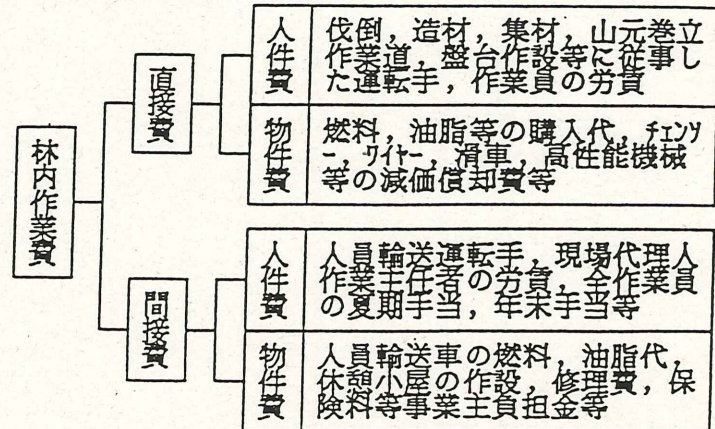 林内作業費
直接費
人件費
伐倒，造材，集材，山元巻立
作業道，盤台作設等に従事し
た運転手，作業員の労賃
物件費
燃料，油脂等の購入代，チェンソ
ー，ワイヤー，滑車，高性能機械
等の減価償却費等
間接費
人件費
人員輸送運転手，現場代理人
作業主任者の労賃，全作業員
の夏期手当，年末手当等
物件費
人員輸送車の燃料，油脂代，
休憩小屋の作設，修理費，保
険料等事業主負担金等